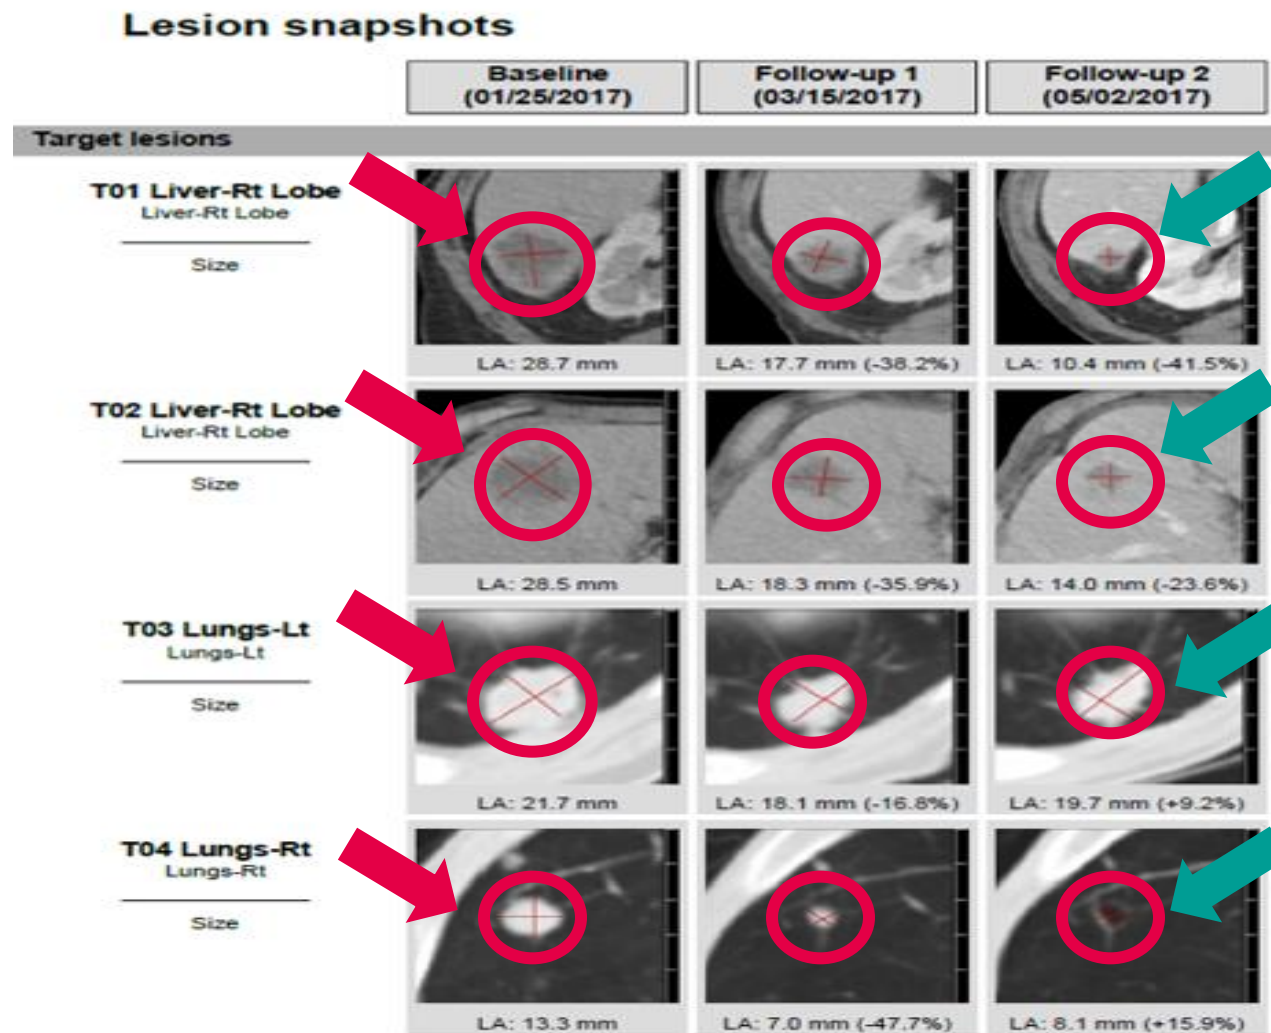 Lesion snapshots
Baseline
(01/25/2017)
Follow-up 1
(03/15/2017)
Follow-up 2
(05/02/2017)
Target lesions
T01 Liver-Rt Lobe
Liver-Rt Lobe
Size
LA: 28.7 mm
LA: 17.7 mm (-38.2%)
LA: 10.4 mm (-41.5%)
T02 Liver-Rt Lobe
Liver-Rt Lobe
Size
LA: 28.5 mm
LA: 18.3 mm (-35.9%)
LA: 14.0 mm (-23.6%)
T03 Lungs-Lt
Lungs-Lt
Size
LA: 21.7 mm
LA: 18.1 mm (-16.8%)
LA: 19.7 mm (+9.2%)
T04 Lungs-Rt
Lungs-Rt
Size
LA: 13.3 mm
LA: 7.0 mm (-47.7%)
LA: 8.1 mm (+15.9%)